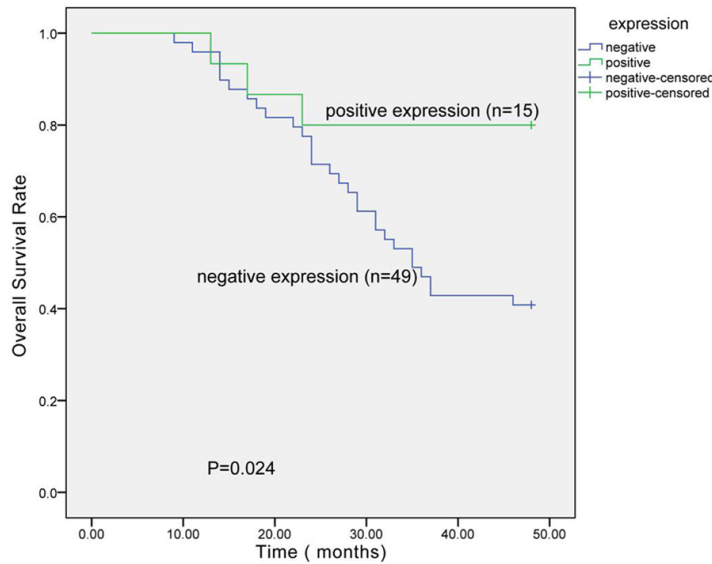 expression
negative
positive
negative-censored
positive-censored
1.0
0.8
0.6
0.4
0.2
0.0
Overall Survival Rate
positive expression (n=15)
negative expression (n=49)
P=0.024
0.00 10.00 20.00 30.00 40.00 50.00
Time ( months)